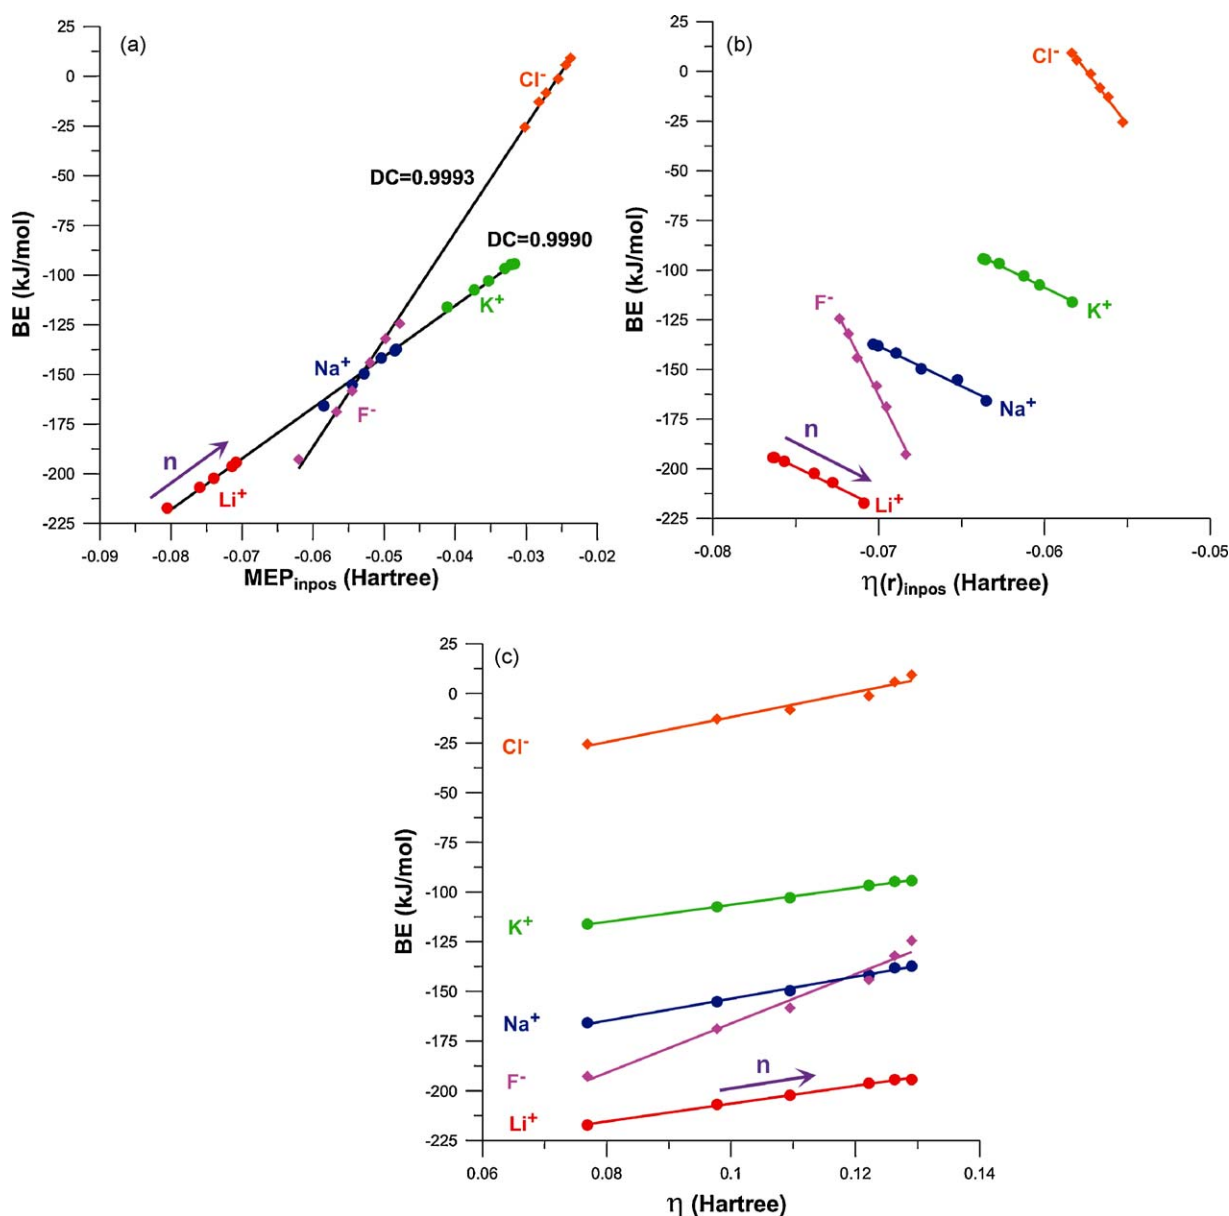 (a)
25
0
-25
-50
-75
-100
-125
-150
-175
-200
-225
BE (kJ/mol)
Cl⁻
DC=0.9993
DC=0.9990
K⁺
Na⁺
F⁻
n
Li⁺
-0.09 -0.08 -0.07 -0.06 -0.05 -0.04 -0.03 -0.02
MEPinpos (Hartree)
(b)
25
0
-25
-50
-75
-100
-125
-150
-175
-200
-225
BE (kJ/mol)
Cl⁻
F⁻
K⁺
Na⁺
n
Li⁺
-0.08 -0.07 -0.06 -0.05
η(r)inpos (Hartree)
(c)
25
0
-25
-50
-75
-100
-125
-150
-175
-200
-225
BE (kJ/mol)
Cl⁻
K⁺
Na⁺
F⁻
n
Li⁺
0.06 0.08 0.1 0.12 0.14
η (Hartree)